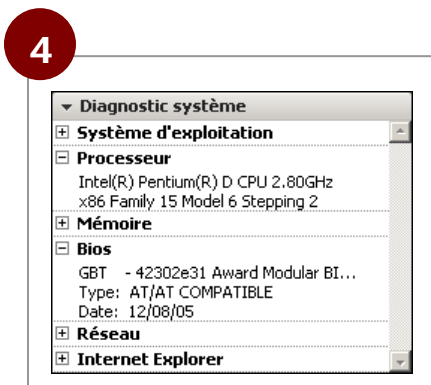 4
Diagnostic système
Système d'exploitation
Processeur
Intel(R) Pentium(R) D CPU 2.80GHz
x86 Family 15 Model 6 Stepping 2
Mémoire
Bios
GBT - 42302e31 Award Modular BI...
Type: AT/AT COMPATIBLE
Date: 12/08/05
Réseau
Internet Explorer